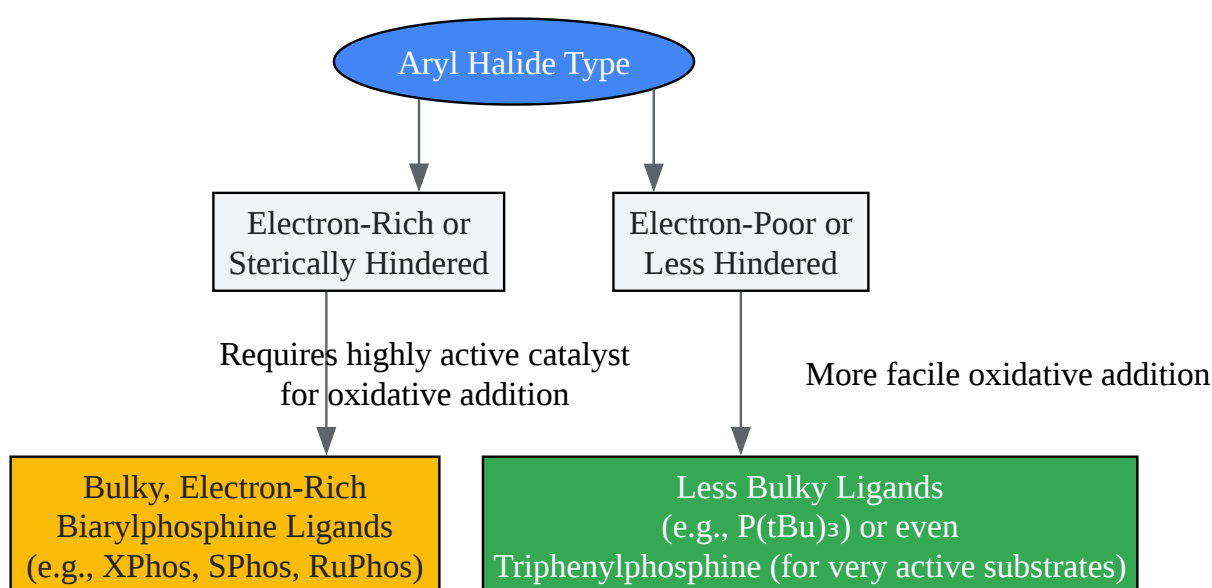 Aryl Halide Type
Electron-Rich or
Sterically Hindered
Electron-Poor or
Less Hindered
Requires highly active catalyst
for oxidative addition
More facile oxidative addition
Bulky, Electron-Rich
Biarylphosphine Ligands
(e.g., XPhos, SPhos, RuPhos)
Less Bulky Ligands
(e.g., P(tBu)₃) or even
Triphenylphosphine (for very active substrates)